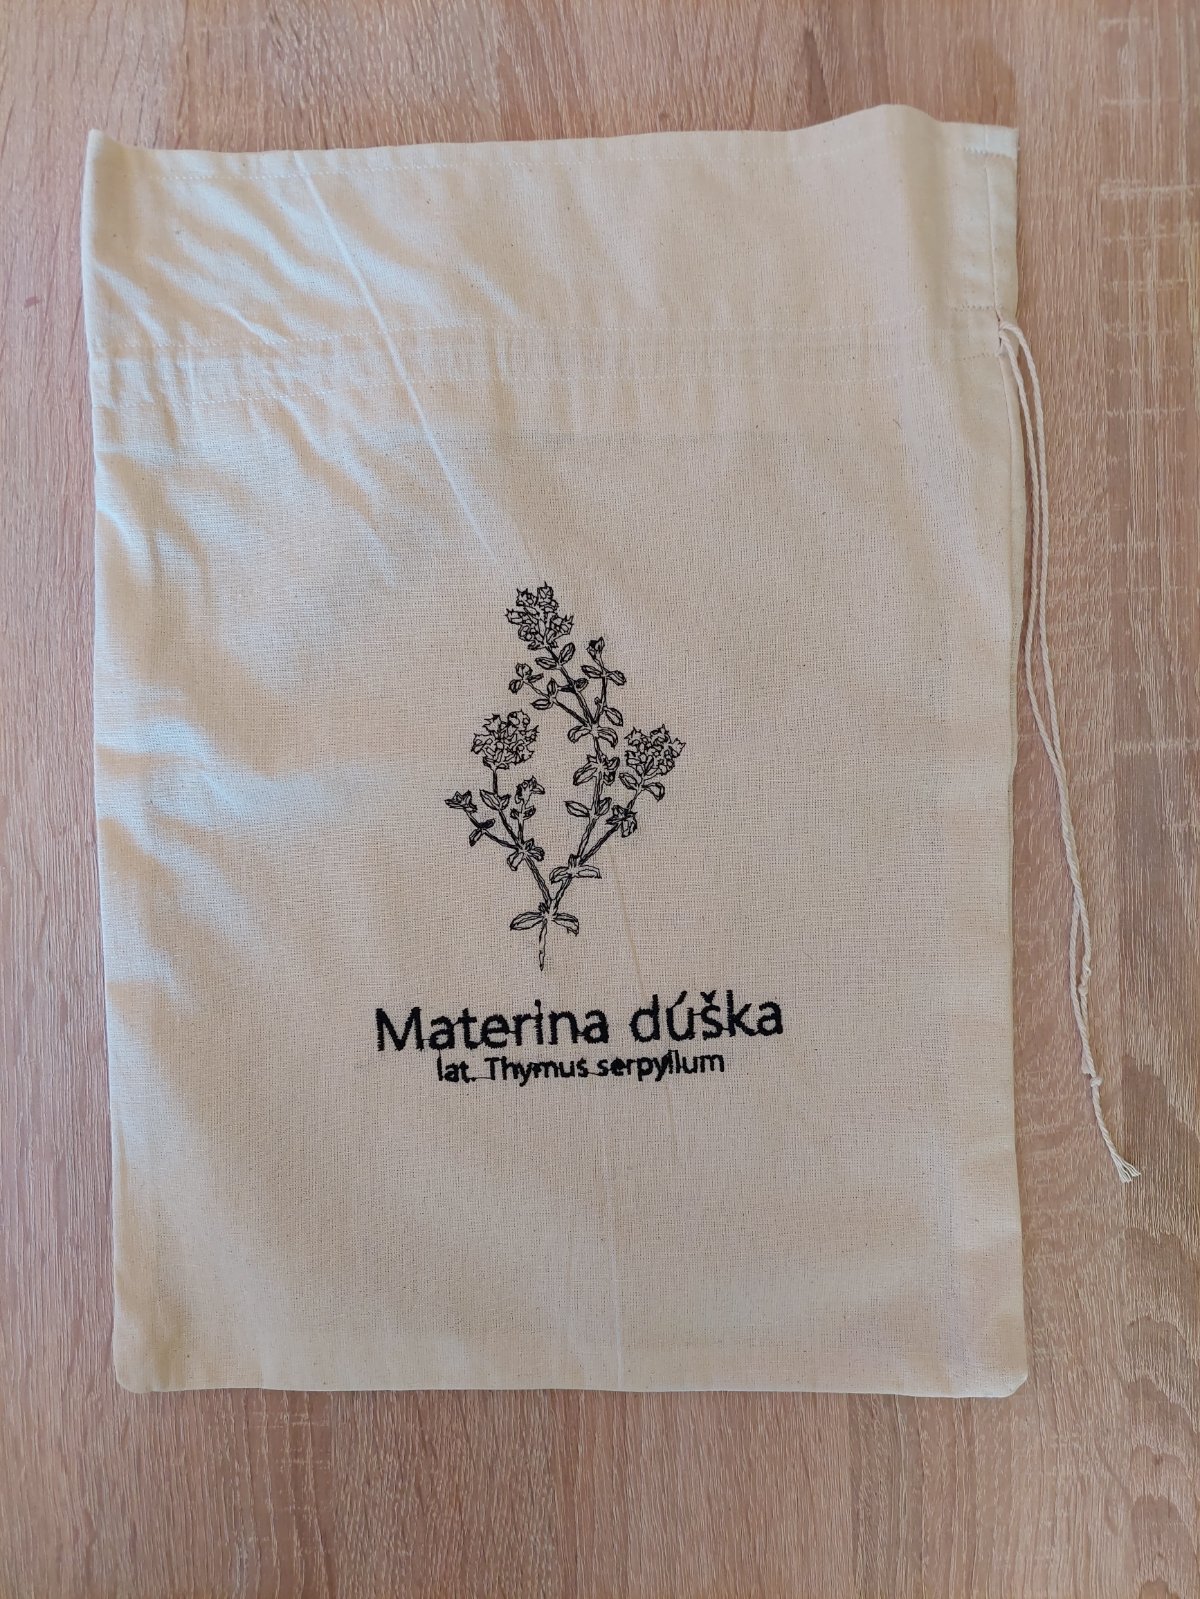 Materina dúška
lat. Thymus serpyllum